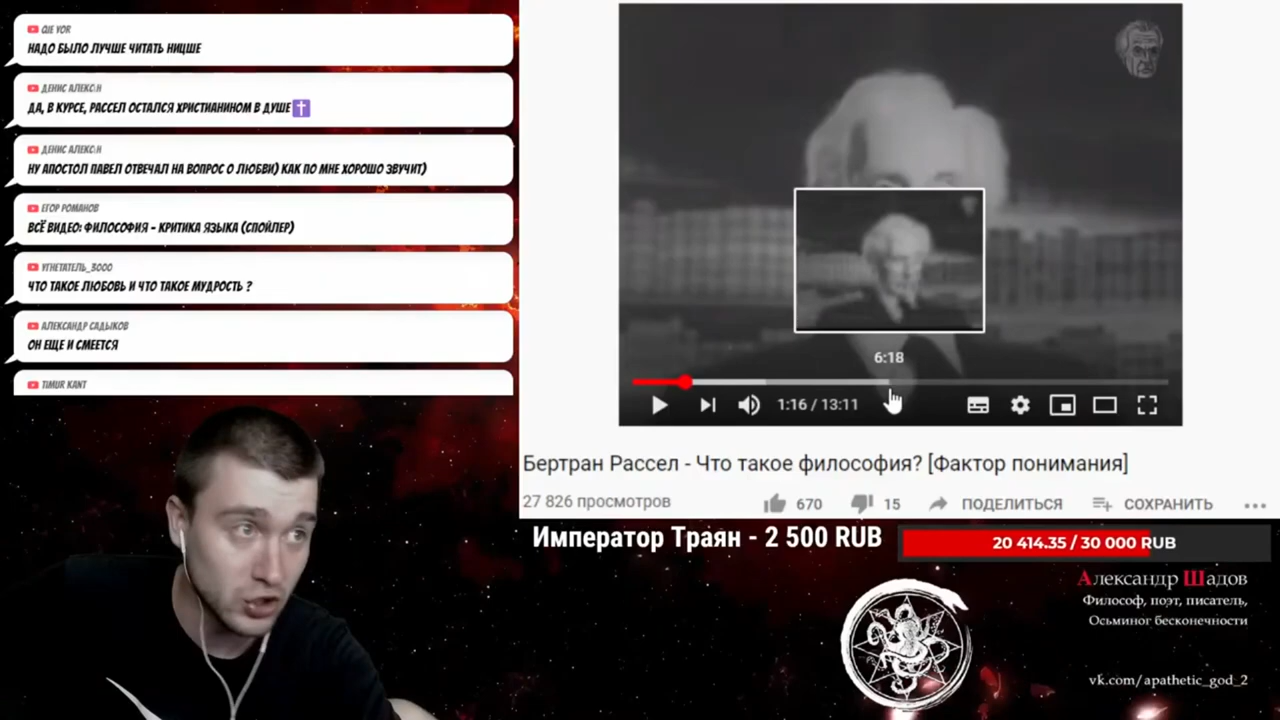 QJE YOR
НАДО БЫЛО ЛУЧШЕ ЧИТАТЬ НИЦШЕ
ДЕНИС АЛЕКСОН
ДА, В КУРСЕ, РАССЕЛ ОСТАЛСЯ ХРИСТИАНИНОМ В ДУШЕ
ДЕНИС АЛЕКСОН
НУ АПОСТОЛ ПАВЕЛ ОТВЕЧАЛ НА ВОПРОС О ЛЮБВИ) КАК ПО МНЕ ХОРОШО ЗВУЧИТ)
ЕГОР РОМАНОВ
ВСЁ ВИДЕО: ФИЛОСОФИЯ - КРИТИКА ЯЗЫКА (СПОЙЛЕР)
УГНЕТАТЕЛЬ_3000
ЧТО ТАКОЕ ЛЮБОВЬ И ЧТО ТАКОЕ МУДРОСТЬ ?
АЛЕКСАНДР САДЫКОВ
ОН ЕЩЕ И СМЕЕТСЯ
TIMUR KANT
6:18
1:16 / 13:11
Бертран Рассел - Что такое философия? [Фактор понимания]
27 826 просмотров
670
15
ПОДЕЛИТЬСЯ
СОХРАНИТЬ
Император Траян - 2 500 RUB
20 414.35 / 30 000 RUB
Александр Шадов
Философ, поэт, писатель,
Осьминог бесконечности
vk.com/apathetic_god_2